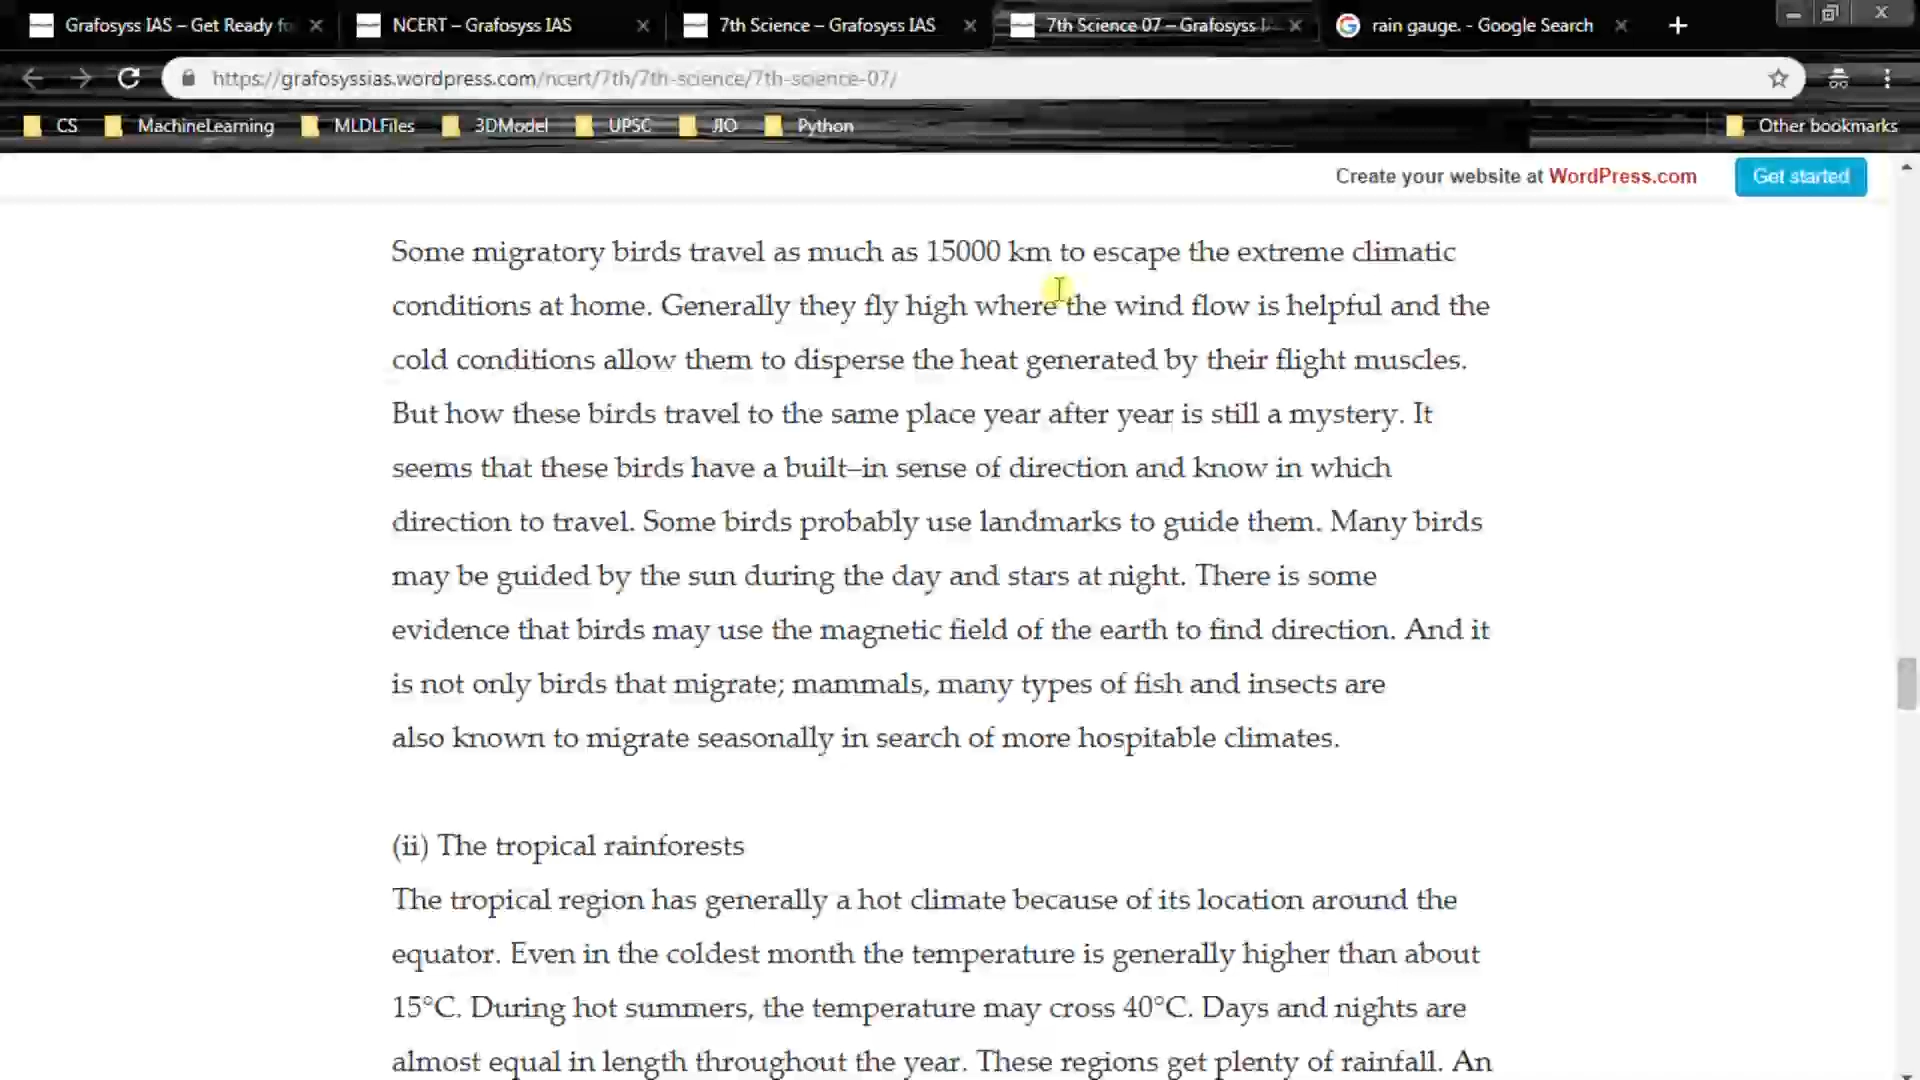 Grafosyss IAS – Get Ready fo
NCERT – Grafosyss IAS
7th Science – Grafosyss IAS
7th Science 07 – Grafosyss I
rain gauge. - Google Search
https://grafosyssias.wordpress.com/ncert/7th/7th-science/7th-science-07/
CS
MachineLearning
MLDLFiles
3DModel
UPSC
JIO
Python
Other bookmarks
Create your website at WordPress.com
Get started
Some migratory birds travel as much as 15000 km to escape the extreme climatic
conditions at home. Generally they fly high where the wind flow is helpful and the
cold conditions allow them to disperse the heat generated by their flight muscles.
But how these birds travel to the same place year after year is still a mystery. It
seems that these birds have a built–in sense of direction and know in which
direction to travel. Some birds probably use landmarks to guide them. Many birds
may be guided by the sun during the day and stars at night. There is some
evidence that birds may use the magnetic field of the earth to find direction. And it
is not only birds that migrate; mammals, many types of fish and insects are
also known to migrate seasonally in search of more hospitable climates.
(ii) The tropical rainforests
The tropical region has generally a hot climate because of its location around the
equator. Even in the coldest month the temperature is generally higher than about
15°C. During hot summers, the temperature may cross 40°C. Days and nights are
almost equal in length throughout the year. These regions get plenty of rainfall. An